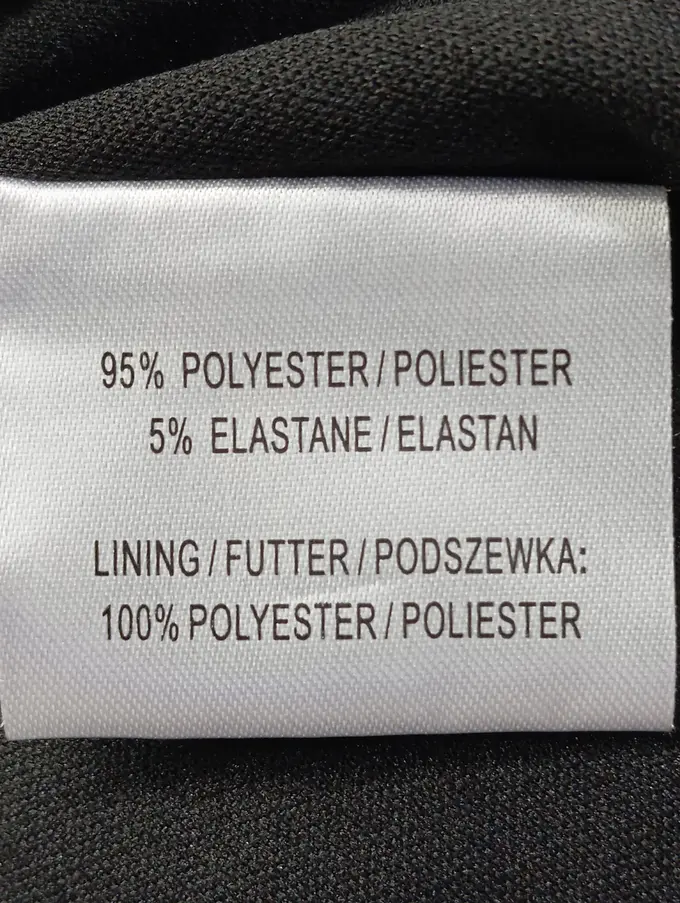 95% POLYESTER/POLIESTER
5% ELASTANE/ELASTAN
LINING/FUTTER/PODSZEWKA:
100% POLYESTER/POLIESTER